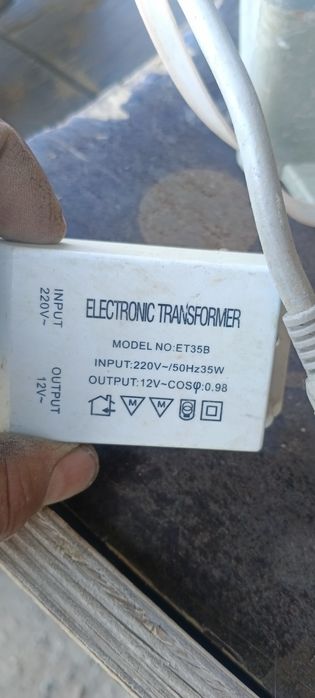 ELECTRONIC TRANSFORMER
MODEL NO:ET35B
INPUT:220V~/50Hz35W
OUTPUT:12V~COSφ:0.98
M M
INPUT
220V~
OUTPUT
12V~